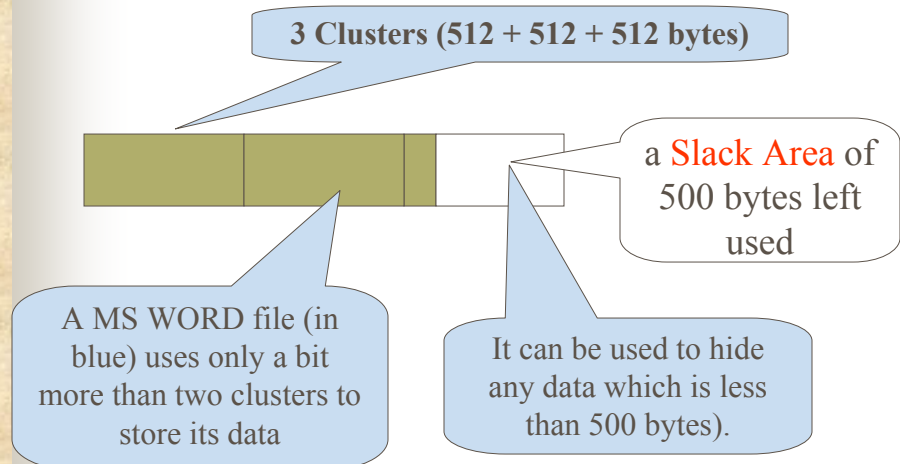 3 Clusters (512 + 512 + 512 bytes)
a Slack Area of
500 bytes left
used
A MS WORD file (in
blue) uses only a bit
more than two clusters to
store its data
It can be used to hide
any data which is less
than 500 bytes).